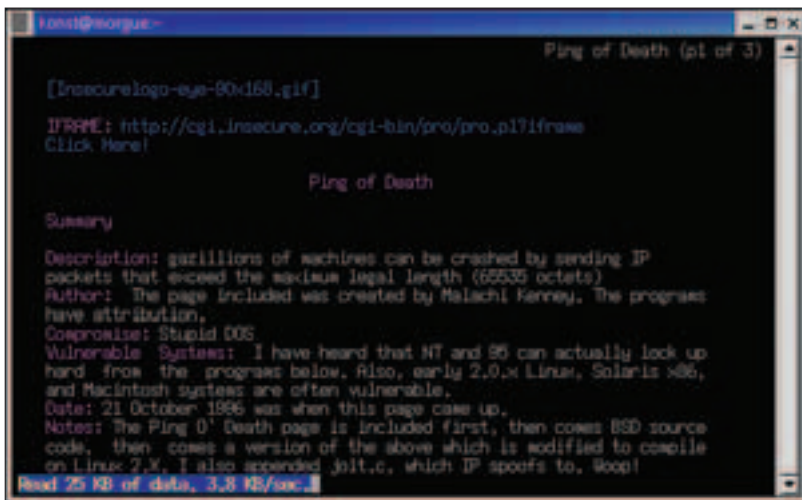 konst@morgue:~
Ping of Death (p1 of 3)
[Insecurelogo-eye-90x168.gif]
IFRAME: http://cgi.insecure.org/cgi-bin/pro/pro.pl?iframe
Click Here!
Ping of Death
Summary
Description: gazillions of machines can be crashed by sending IP
packets that exceed the maximum legal length (65535 octets)
Author: The page included was created by Malachi Kenney. The programs
have attribution.
Compromise: Stupid DOS
Vulnerable Systems: I have heard that NT and 95 can actually lock up
hard from the programs below. Also, early 2.0.x Linux, Solaris x86,
and Macintosh systems are often vulnerable.
Date: 21 October 1996 was when this page came up.
Notes: The Ping O' Death page is included first, then comes BSD source
code, then comes a version of the above which is modified to compile
on Linux 2.X. I also appended jolt.c, which IP spoofs to. Woop!
Read 25 KB of data, 3.8 KB/sec.